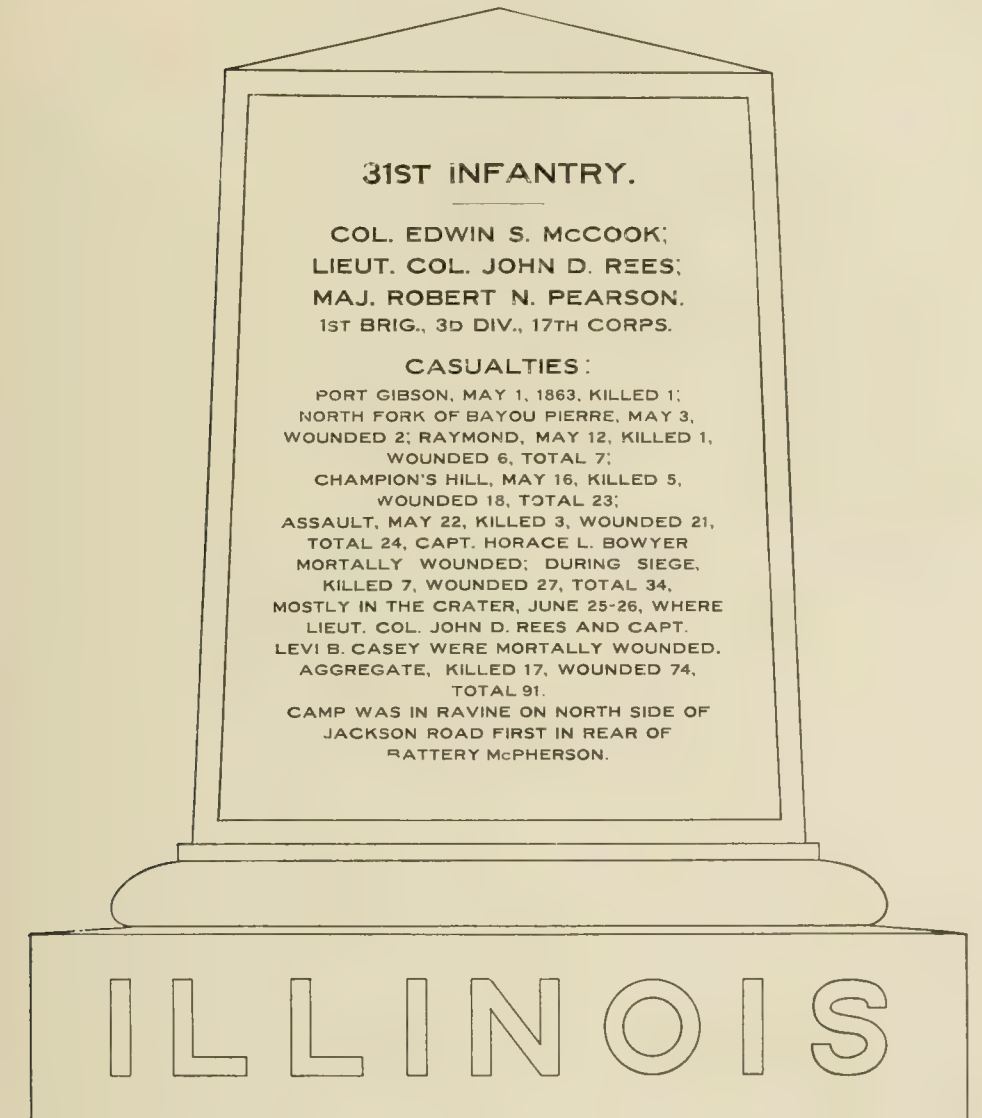 31ST INFANTRY.
COL. EDWIN S. McCOOK;
LIEUT. COL. JOHN D. REES;
MAJ. ROBERT N. PEARSON.
1ST BRIG., 3D DIV., 17TH CORPS.
CASUALTIES:
PORT GIBSON, MAY 1, 1863, KILLED 1;
NORTH FORK OF BAYOU PIERRE, MAY 3,
WOUNDED 2; RAYMOND, MAY 12, KILLED 1,
WOUNDED 6, TOTAL 7;
CHAMPION'S HILL, MAY 16, KILLED 5,
WOUNDED 18, TOTAL 23;
ASSAULT, MAY 22, KILLED 3, WOUNDED 21,
TOTAL 24, CAPT. HORACE L. BOWYER
MORTALLY WOUNDED; DURING SIEGE,
KILLED 7, WOUNDED 27, TOTAL 34,
MOSTLY IN THE CRATER, JUNE 25-26, WHERE
LIEUT. COL. JOHN D. REES AND CAPT.
LEVI B. CASEY WERE MORTALLY WOUNDED.
AGGREGATE, KILLED 17, WOUNDED 74,
TOTAL 91.
CAMP WAS IN RAVINE ON NORTH SIDE OF
JACKSON ROAD FIRST IN REAR OF
BATTERY McPHERSON.
ILLINOIS